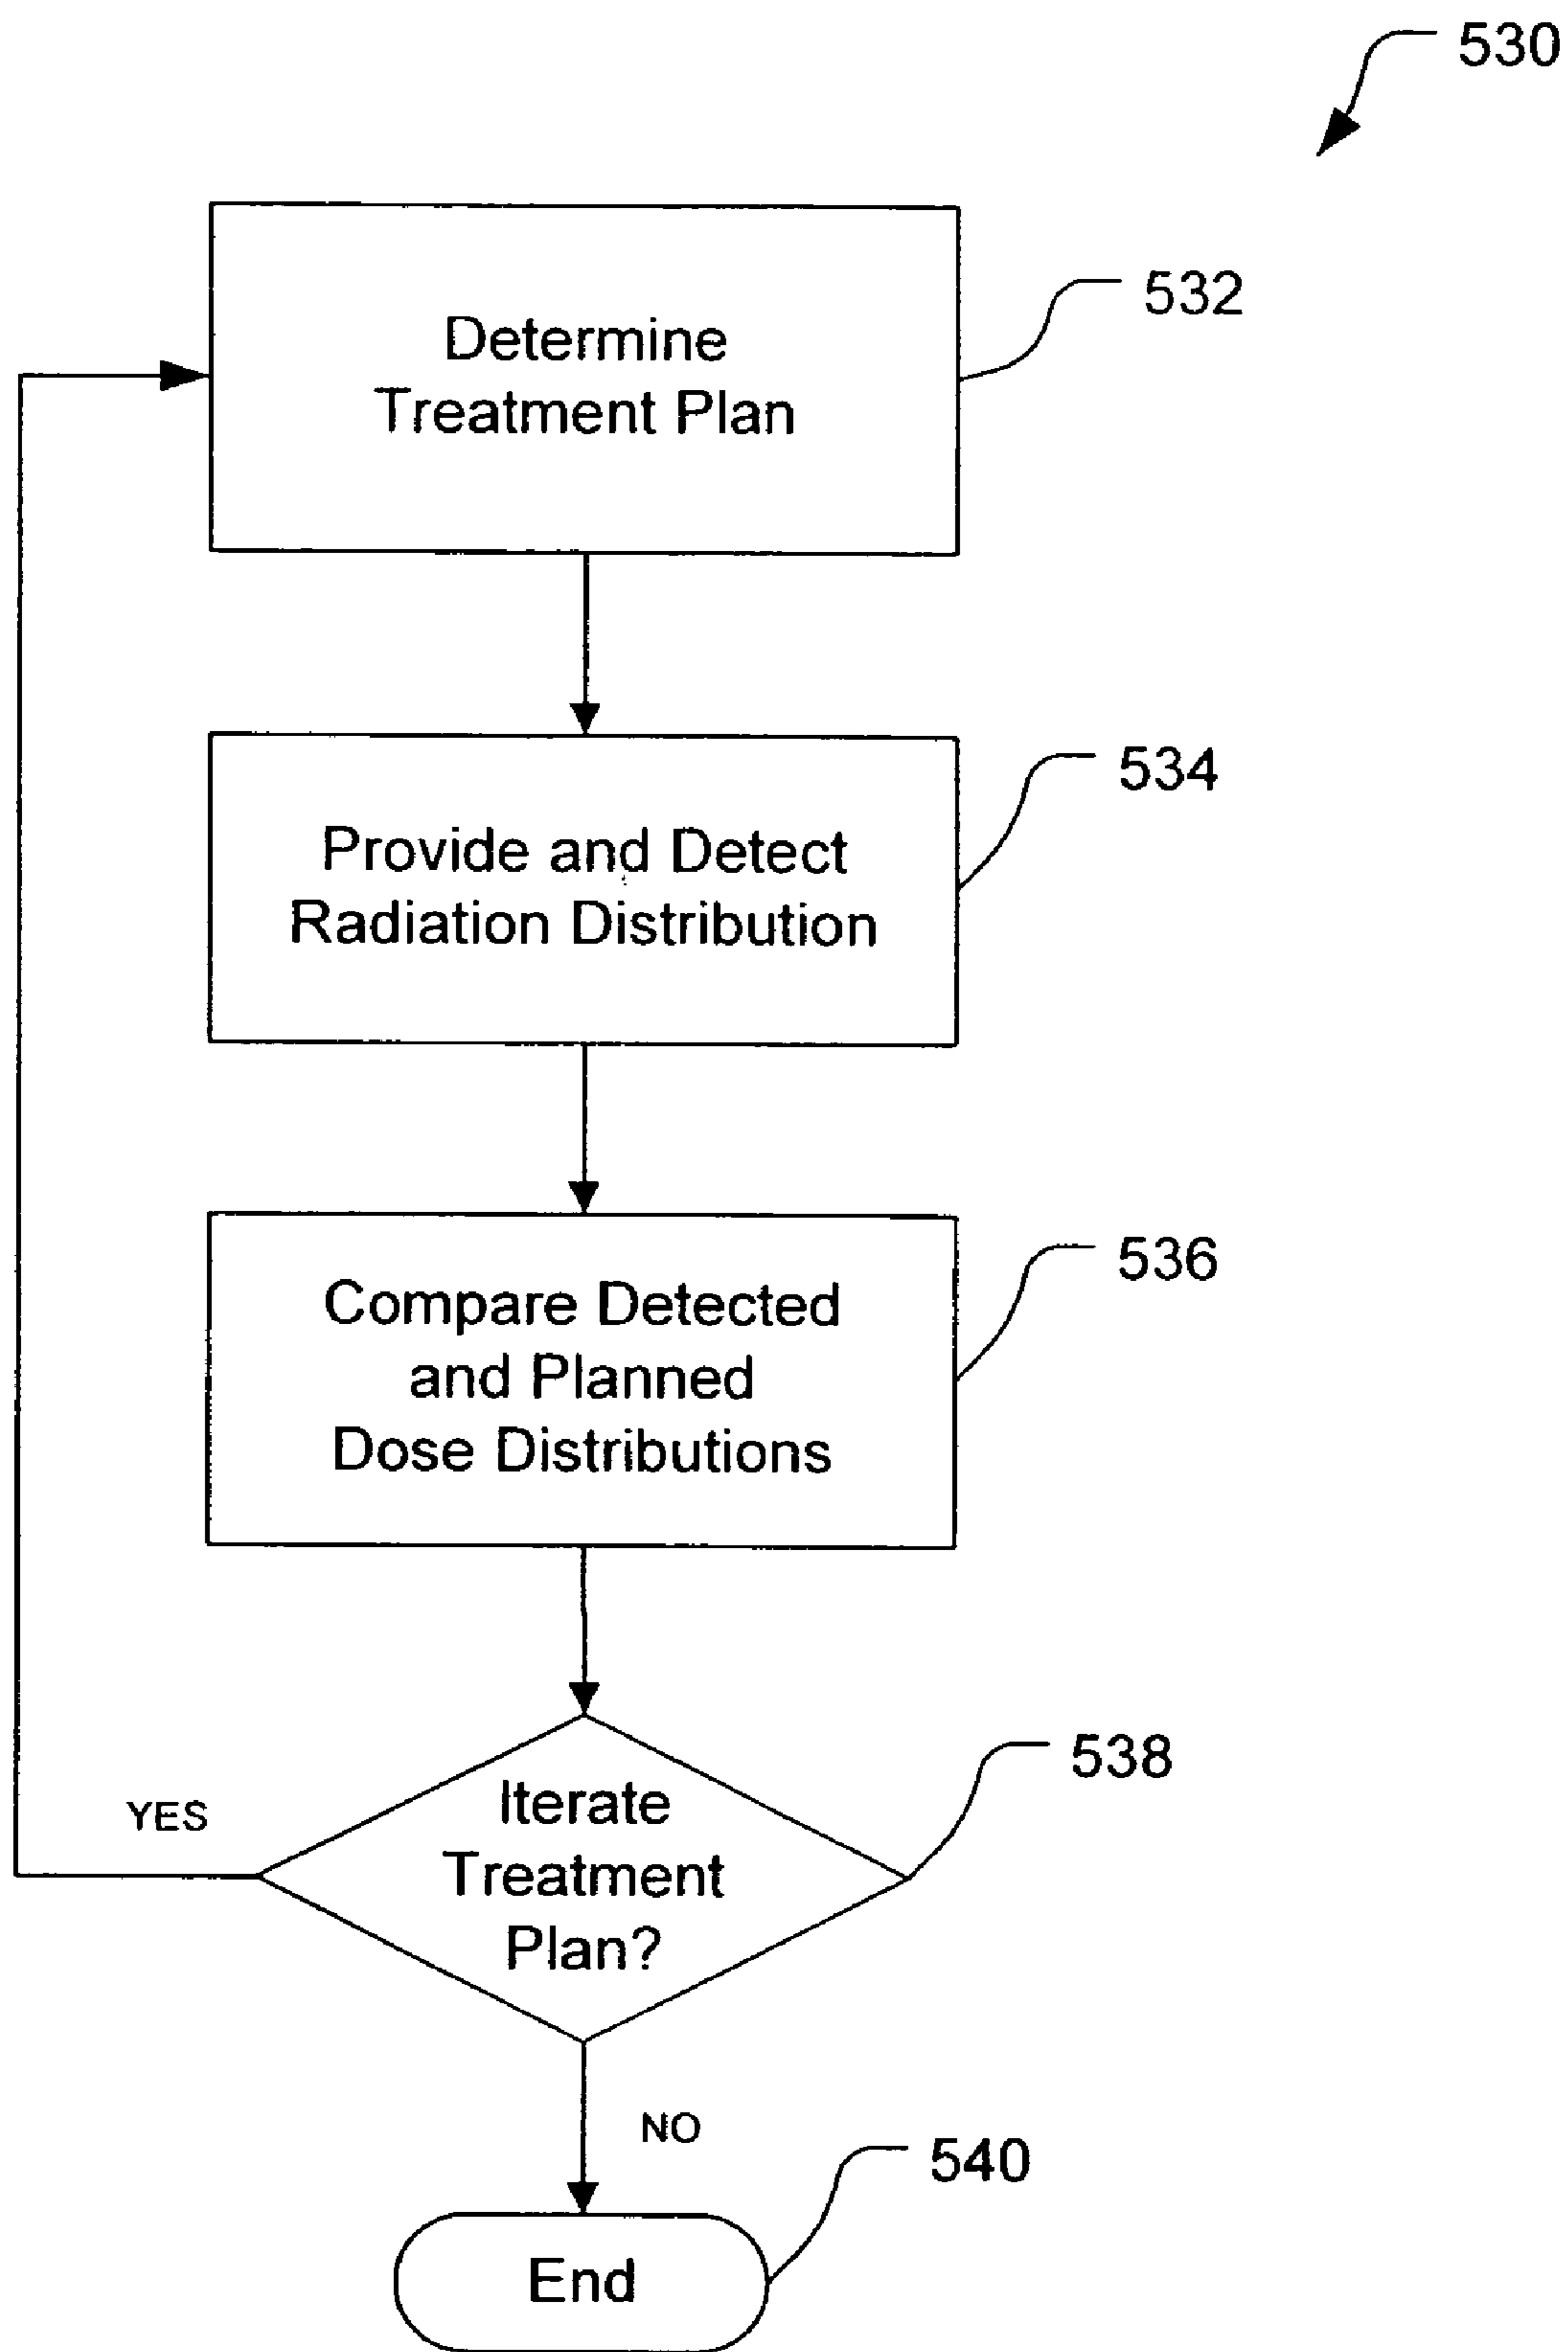 530
Determine
Treatment Plan
532
Provide and Detect
Radiation Distribution
534
Compare Detected
and Planned
Dose Distributions
536
Iterate
Treatment
Plan?
538
YES
NO
End
540